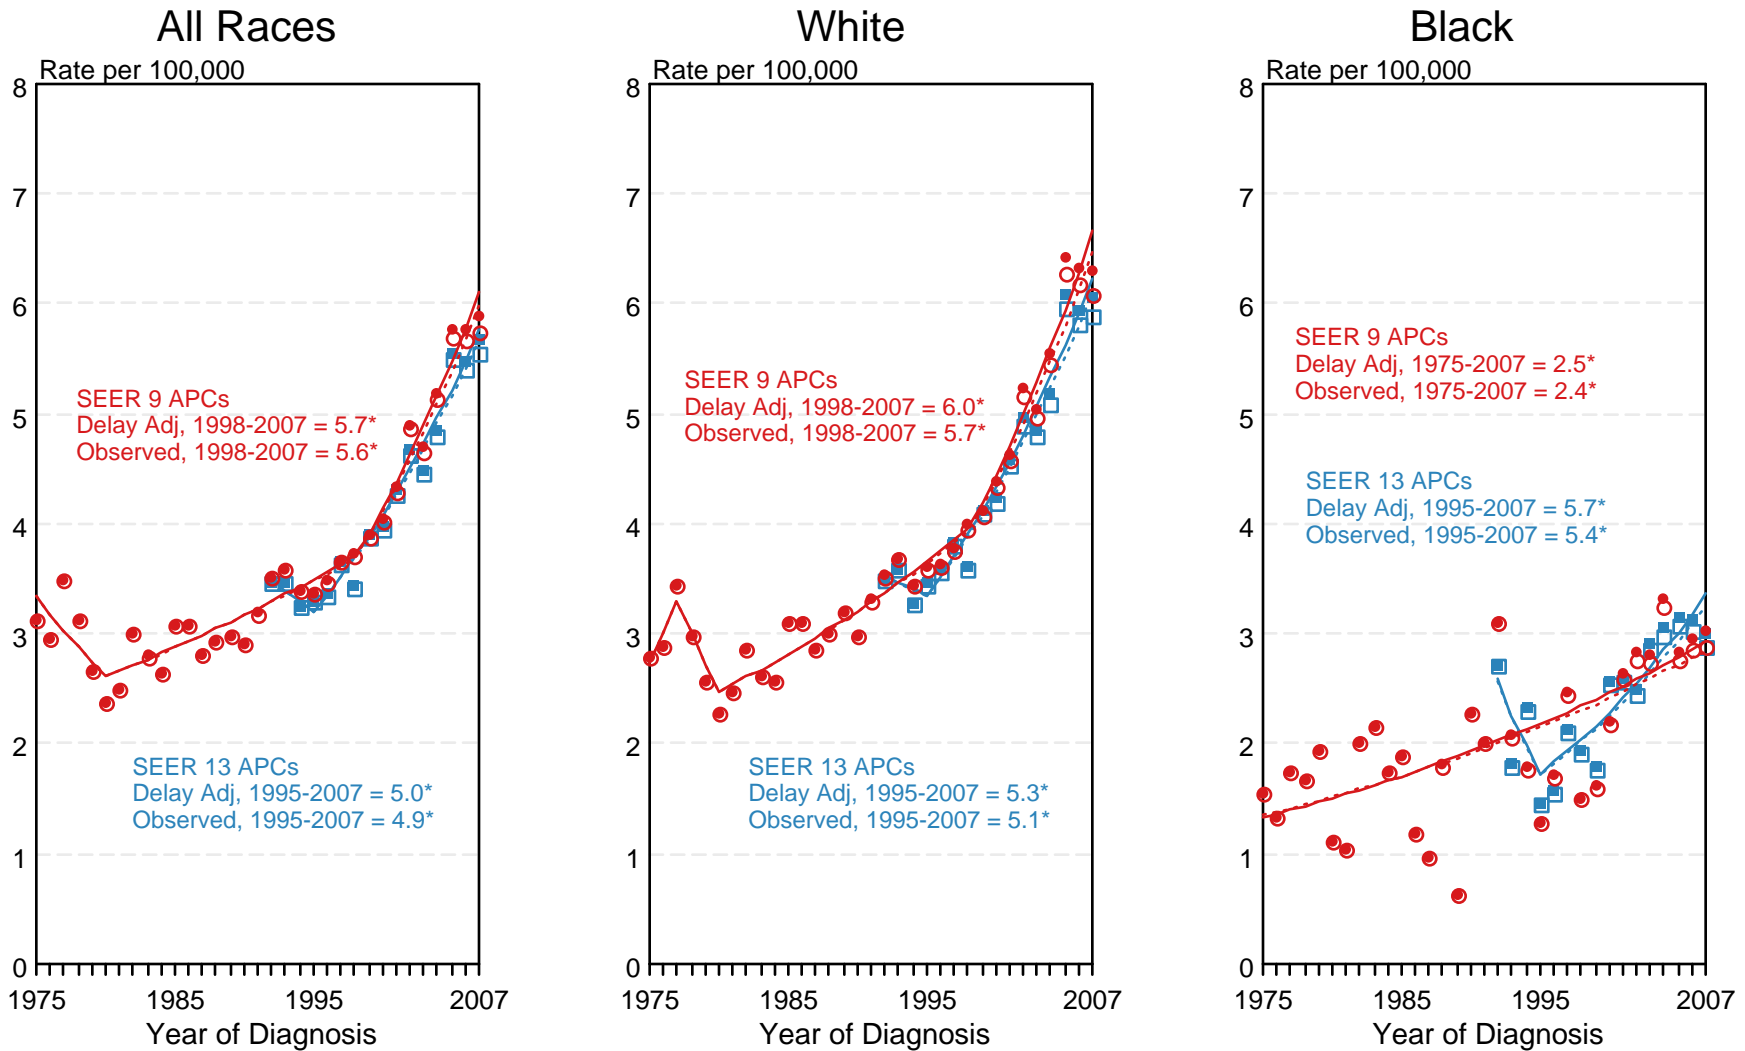 All Races
Rate per 100,000
8
7
6
5
4
3
2
1
0
SEER 9 APCs
Delay Adj, 1998-2007 = 5.7*
Observed, 1998-2007 = 5.6*
SEER 13 APCs
Delay Adj, 1995-2007 = 5.0*
Observed, 1995-2007 = 4.9*
1975 1985 1995 2007
Year of Diagnosis
White
Rate per 100,000
8
7
6
5
4
3
2
1
0
SEER 9 APCs
Delay Adj, 1998-2007 = 6.0*
Observed, 1998-2007 = 5.7*
SEER 13 APCs
Delay Adj, 1995-2007 = 5.3*
Observed, 1995-2007 = 5.1*
1975 1985 1995 2007
Year of Diagnosis
Black
Rate per 100,000
8
7
6
5
4
3
2
1
0
SEER 9 APCs
Delay Adj, 1975-2007 = 2.5*
Observed, 1975-2007 = 2.4*
SEER 13 APCs
Delay Adj, 1995-2007 = 5.7*
Observed, 1995-2007 = 5.4*
1975 1985 1995 2007
Year of Diagnosis